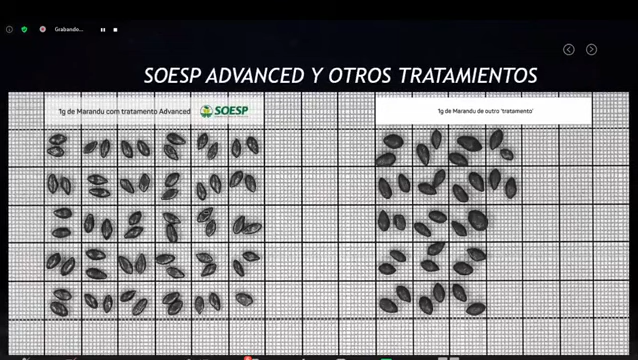 Grabando...
SOESP ADVANCED Y OTROS TRATAMIENTOS
1g de Marandu com tratamento Advanced
SOESP
1g de Marandu de outro 'tratamento'